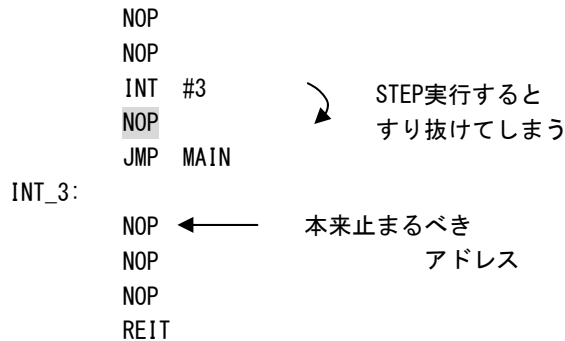 NOP
NOP
INT #3
STEP実行すると
NOP
すり抜けてしまう
JMP MAIN
INT_3:
NOP
本来止まるべき
NOP
アドレス
NOP
REIT